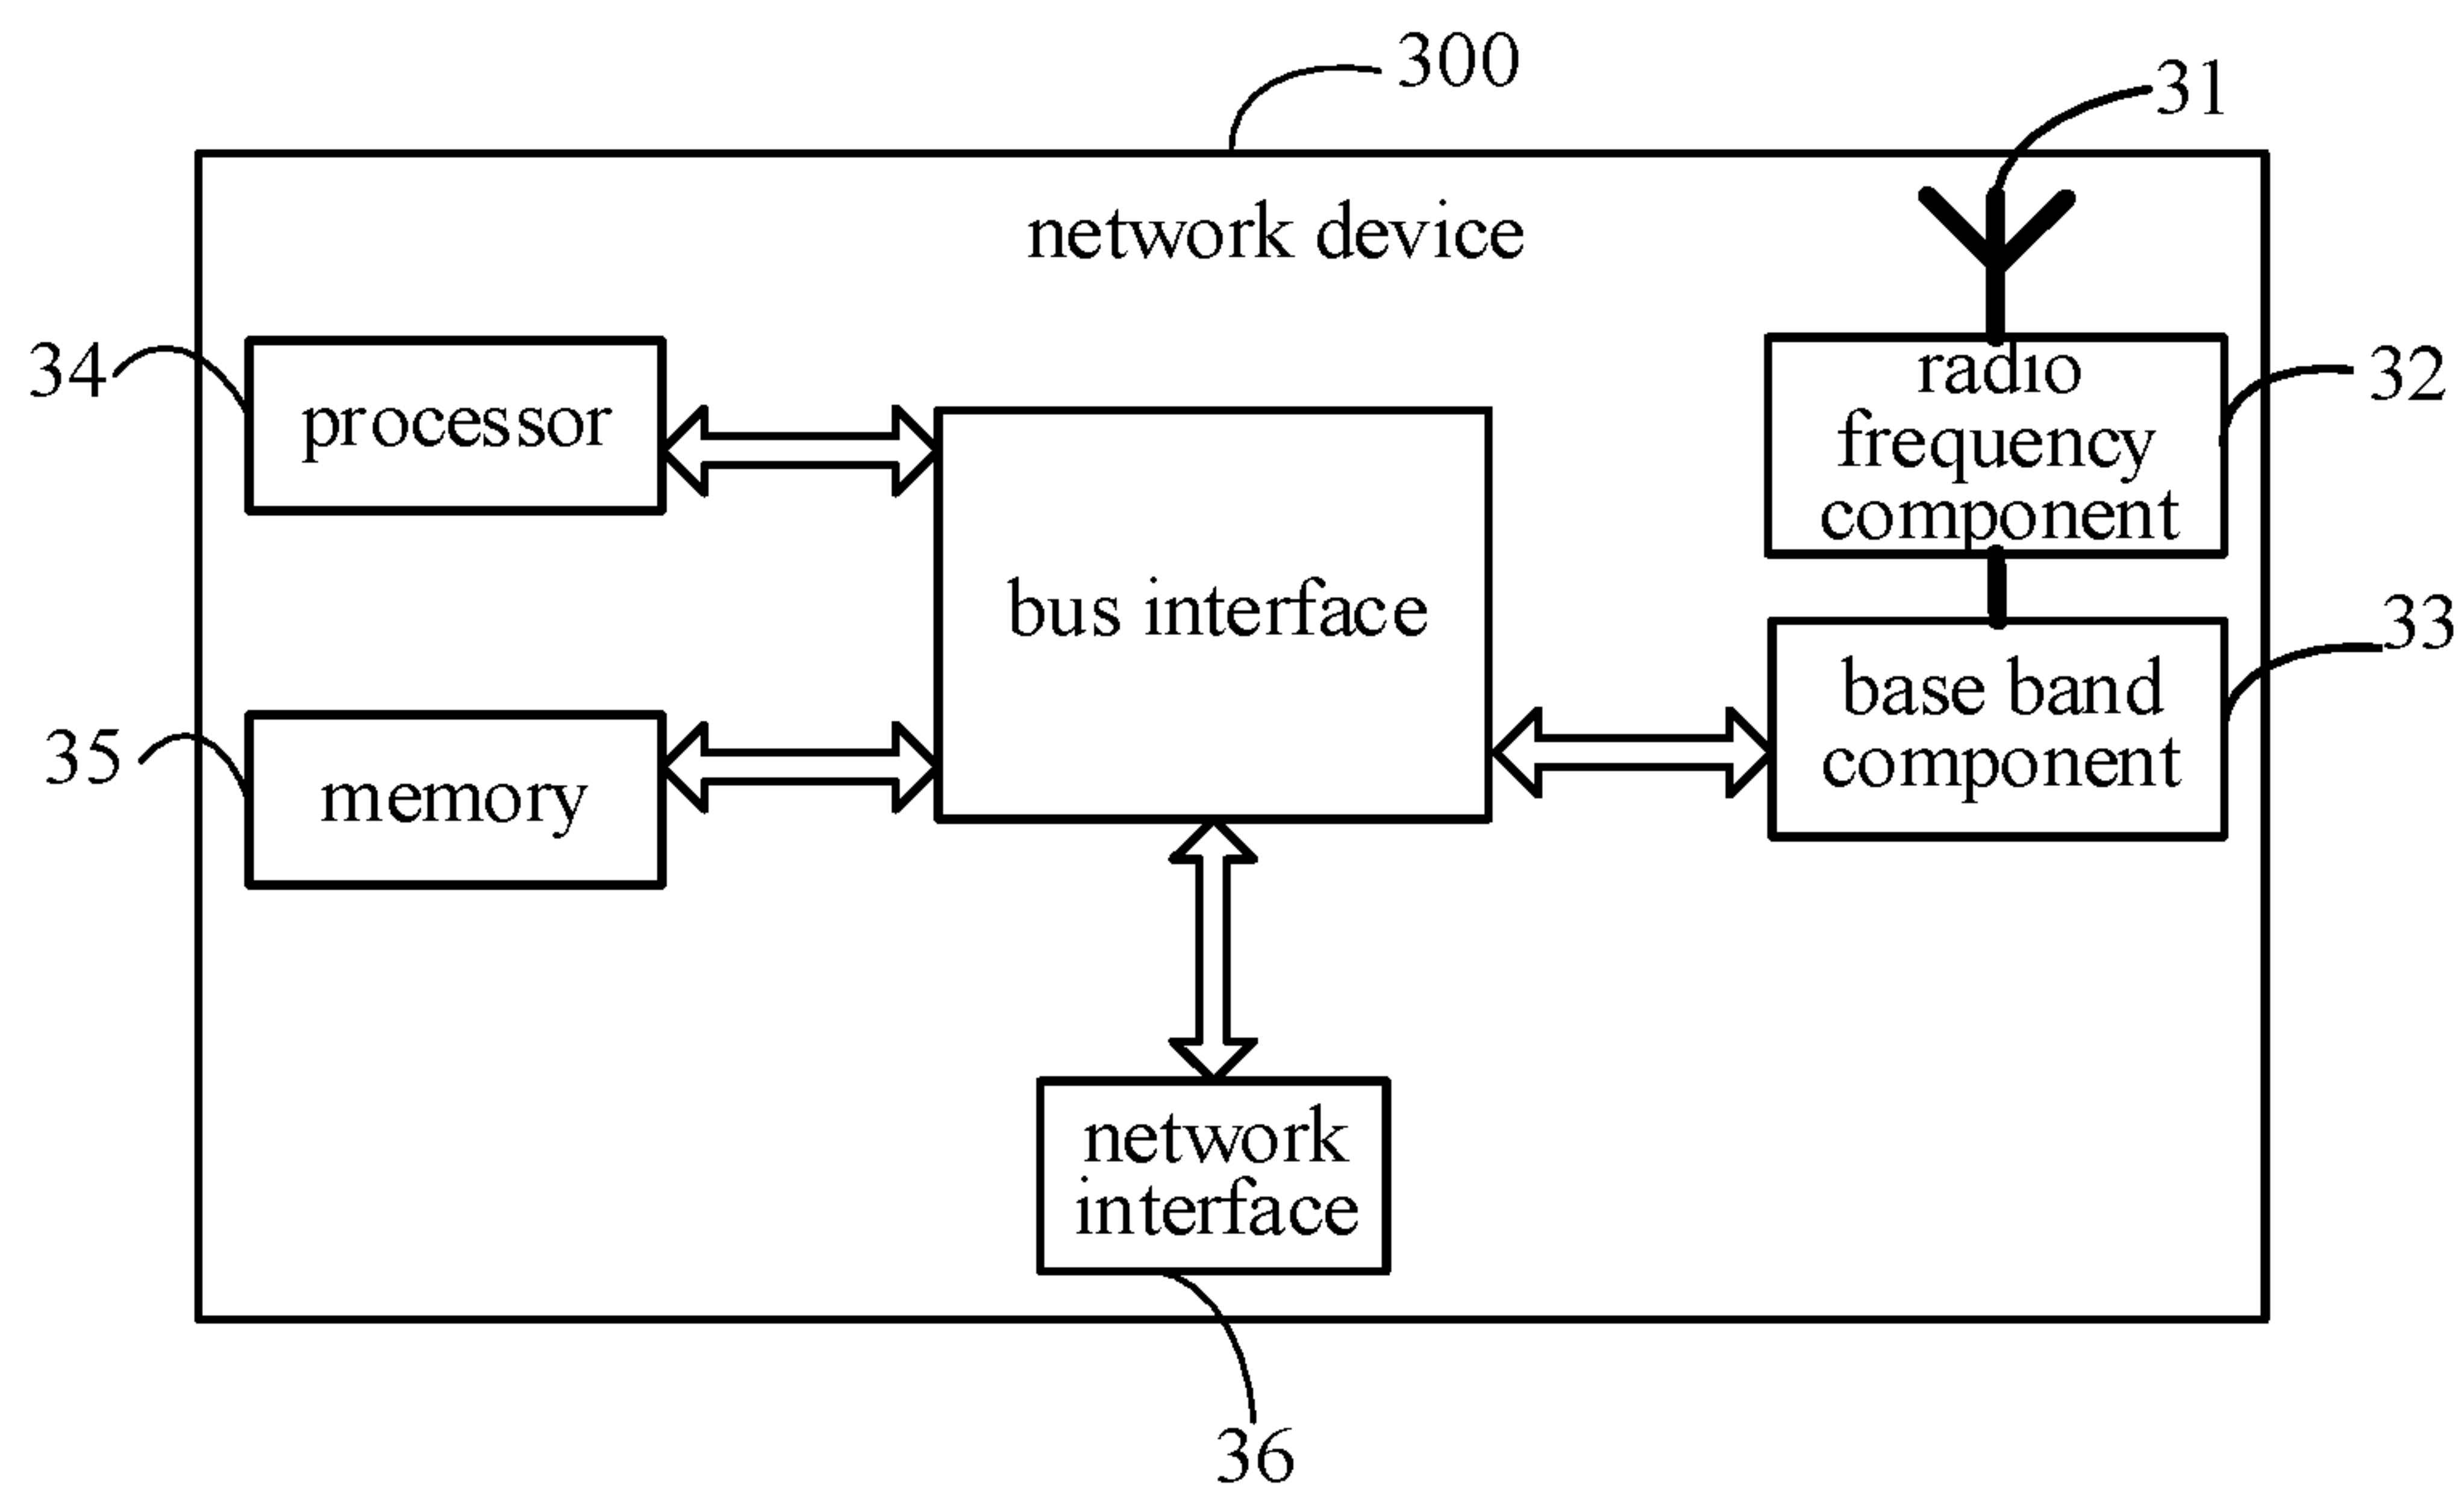 300
31
network device
34
processor
radio
frequency
component
32
bus interface
33
base band
component
35
memory
network
interface
36